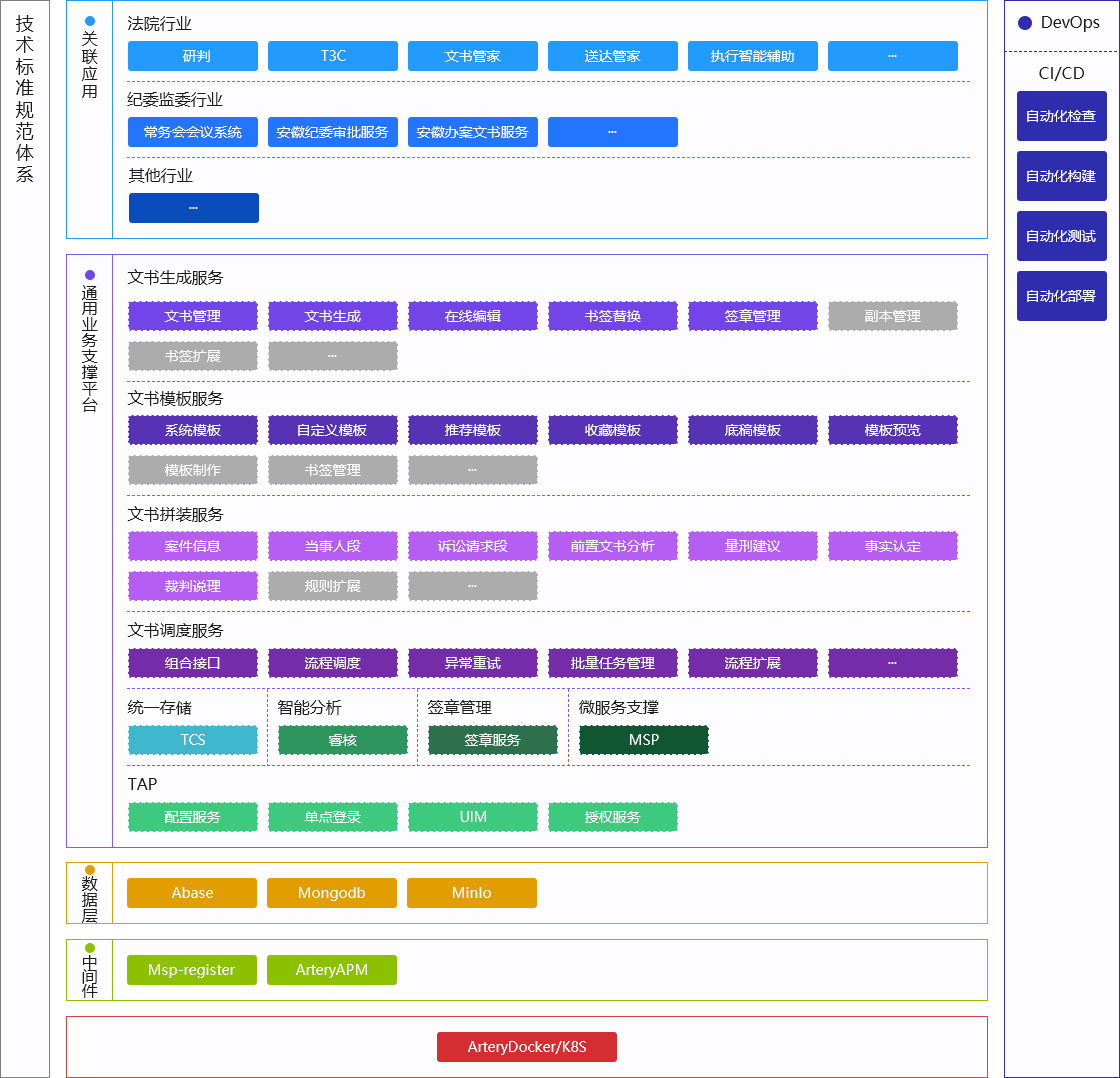 技术标准规范体系
关联应用
法院行业
研判 T3C 文书管家 送达管家 执行智能辅助 ...
纪委监委行业
常务会会议系统 安徽纪委审批服务 安徽办案文书服务 ...
其他行业
...
通用业务支撑平台
文书生成服务
文书管理 文书生成 在线编辑 书签替换 签章管理 副本管理
书签扩展 ...
文书模板服务
系统模板 自定义模板 推荐模板 收藏模板 底稿模板 模板预览
模板制作 书签管理 ...
文书拼装服务
案件信息 当事人段 诉讼请求段 前置文书分析 量刑建议 事实认定
裁判说理 规则扩展 ...
文书调度服务
组合接口 流程调度 异常重试 批量任务管理 流程扩展 ...
统一存储 智能分析 签章管理 微服务支撑
TCS 睿核 签章服务 MSP
TAP
配置服务 单点登录 UIM 授权服务
数据层
Abase Mongodb MinIo
中间件
Msp-register ArteryAPM
ArteryDocker/K8S
DevOps
CI/CD
自动化检查
自动化构建
自动化测试
自动化部署